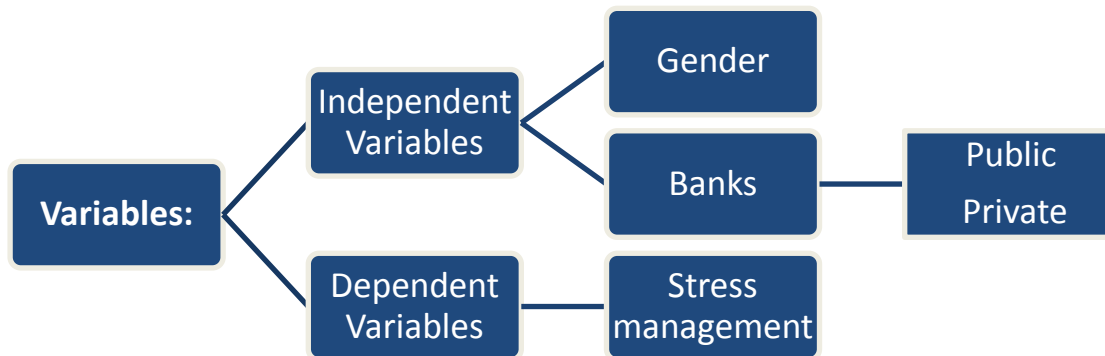 Variables:
Independent
Variables
Gender
Banks
Public
Private
Dependent
Variables
Stress
management